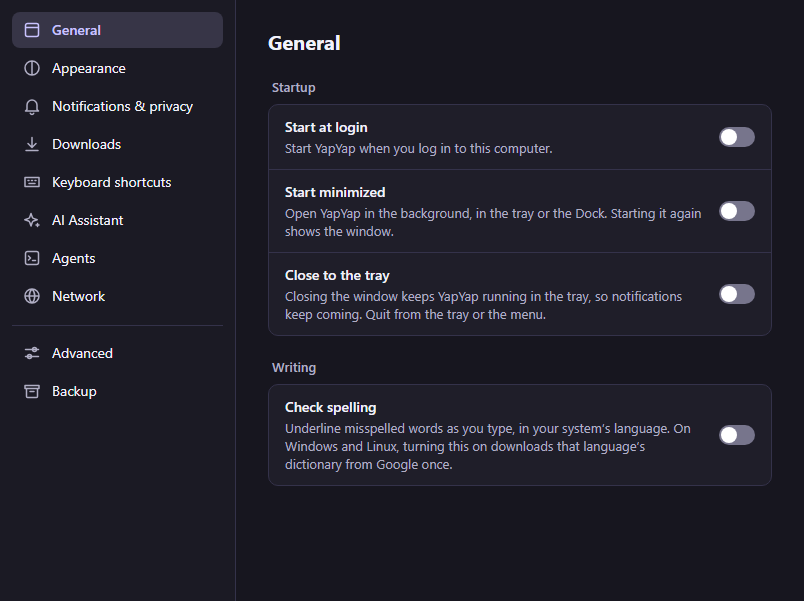 General
Appearance
Notifications & privacy
Downloads
Keyboard shortcuts
AI Assistant
Agents
Network
Advanced
Backup
General
Startup
Start at login
Start YapYap when you log in to this computer.
Start minimized
Open YapYap in the background, in the tray or the Dock. Starting it again
shows the window.
Close to the tray
Closing the window keeps YapYap running in the tray, so notifications
keep coming. Quit from the tray or the menu.
Writing
Check spelling
Underline misspelled words as you type, in your system’s language. On
Windows and Linux, turning this on downloads that language’s
dictionary from Google once.